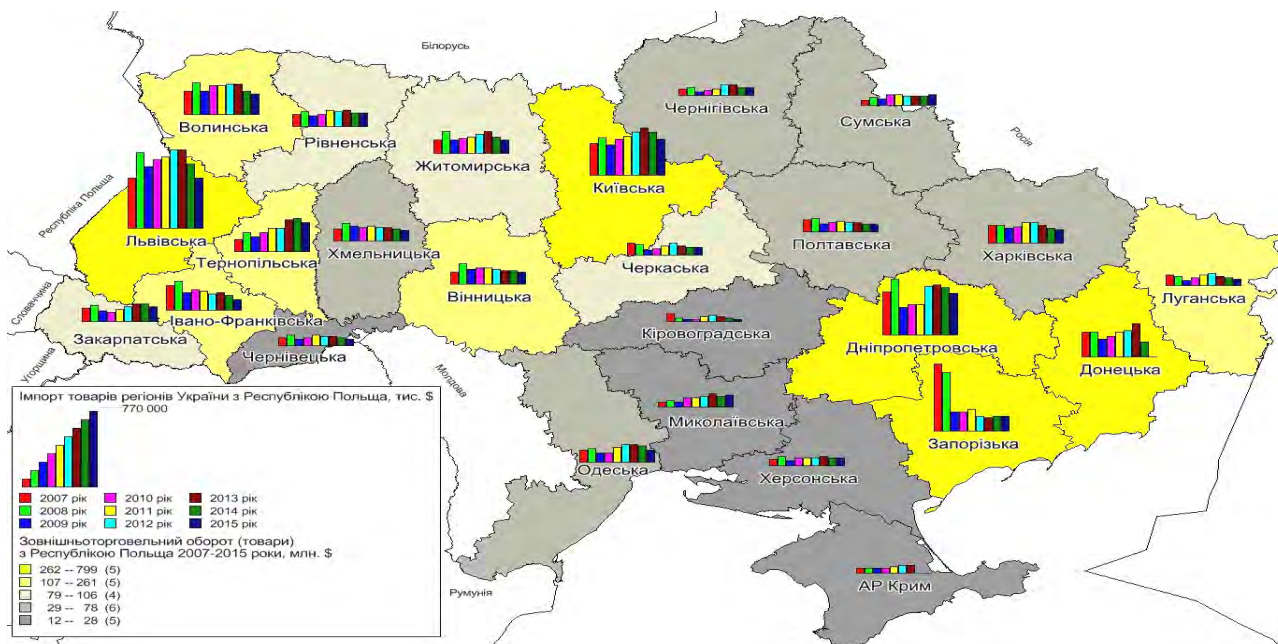 Білорусь
Чернігівська
Сумська
Росія
Волинська
Рівненська
Житомирська
Київська
Республіка Польща
Львівська
Тернопільська
Хмельницька
Вінницька
Черкаська
Полтавська
Харківська
Луганська
Словаччина
Закарпатська
Івано-Франківська
Чернівецька
Кіровоградська
Дніпропетровська
Донецька
Угорщина
Молдова
Миколаївська
Запорізька
Одеська
Херсонська
АР Крим
Румунія
Імпорт товарів регіонів України з Республікою Польща, тис. $
770 000
2007 рік 2010 рік 2013 рік
2008 рік 2011 рік 2014 рік
2009 рік 2012 рік 2015 рік
Зовнішньоторговельний оборот (товари)
з Республікою Польща 2007-2015 роки, млн. $
262 -- 799 (5)
107 -- 261 (5)
79 -- 106 (4)
29 -- 78 (6)
12 -- 28 (5)